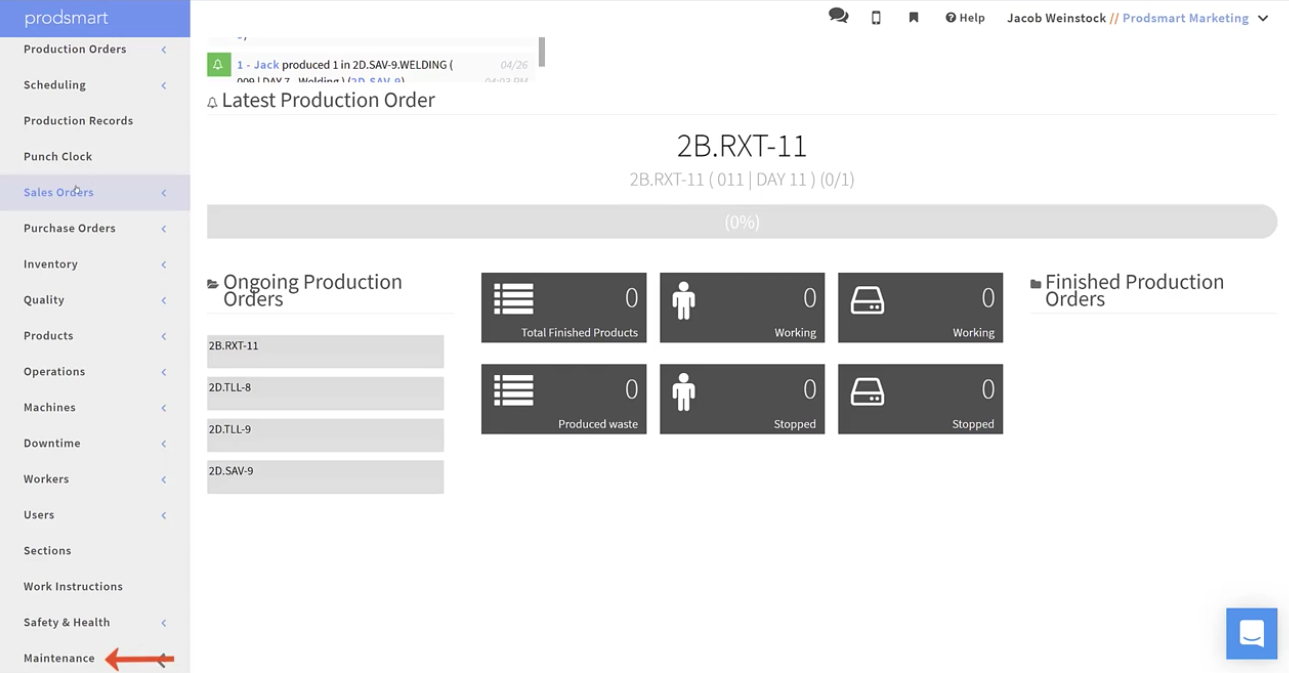 prodsmart
Help
Jacob Weinstock // Prodsmart Marketing
Production Orders
Scheduling
Production Records
Punch Clock
Sales Orders
Purchase Orders
Inventory
Quality
Products
Operations
Machines
Downtime
Workers
Users
Sections
Work Instructions
Safety & Health
Maintenance
1 - Jack produced 1 in 2D.SAV-9.WELDING ( 04/26
009 | DAY 7 - Welding ) (2D.SAV-9) 04:03 PM
Latest Production Order
2B.RXT-11
2B.RXT-11 ( 011 | DAY 11 ) (0/1)
(0%)
Ongoing Production
Orders
2B.RXT-11
2D.TLL-8
2D.TLL-9
2D.SAV-9
0
Total Finished Products
0
Working
0
Working
0
Produced waste
0
Stopped
0
Stopped
Finished Production
Orders